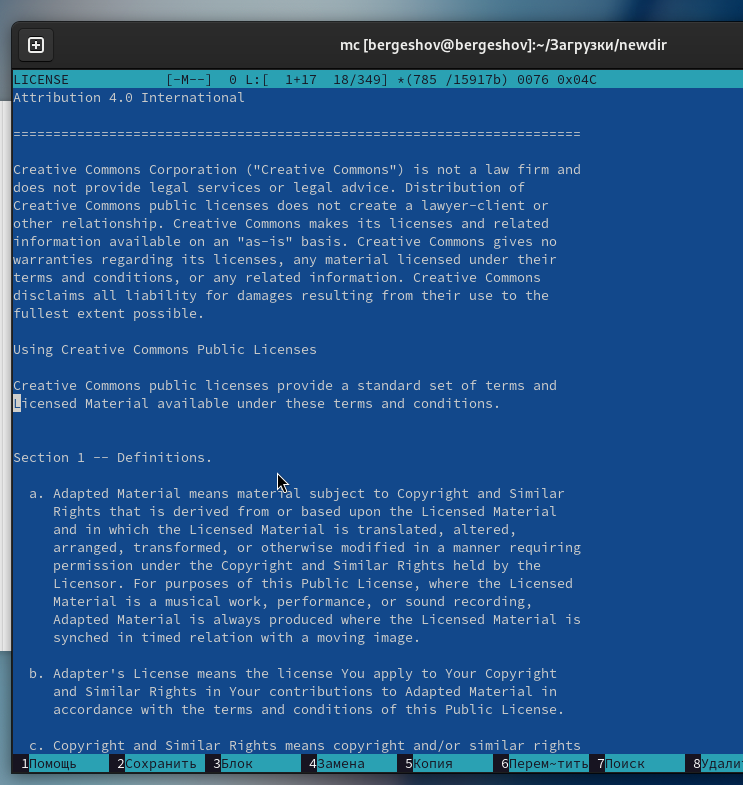 mc [bergeshov@bergeshov]:~/Загрузки/newdir
LICENSE [-M--] 0 L:[ 1+17 18/349] *(785 /15917b) 0076 0x04C
Attribution 4.0 International
=======================================================================
Creative Commons Corporation ("Creative Commons") is not a law firm and
does not provide legal services or legal advice. Distribution of
Creative Commons public licenses does not create a lawyer-client or
other relationship. Creative Commons makes its licenses and related
information available on an "as-is" basis. Creative Commons gives no
warranties regarding its licenses, any material licensed under their
terms and conditions, or any related information. Creative Commons
disclaims all liability for damages resulting from their use to the
fullest extent possible.
Using Creative Commons Public Licenses
Creative Commons public licenses provide a standard set of terms and
Licensed Material available under these terms and conditions.
Section 1 -- Definitions.
a. Adapted Material means material subject to Copyright and Similar
Rights that is derived from or based upon the Licensed Material
and in which the Licensed Material is translated, altered,
arranged, transformed, or otherwise modified in a manner requiring
permission under the Copyright and Similar Rights held by the
Licensor. For purposes of this Public License, where the Licensed
Material is a musical work, performance, or sound recording,
Adapted Material is always produced where the Licensed Material is
synched in timed relation with a moving image.
b. Adapter's License means the license You apply to Your Copyright
and Similar Rights in Your contributions to Adapted Material in
accordance with the terms and conditions of this Public License.
c. Copyright and Similar Rights means copyright and/or similar rights
1Помощь 2Сохранить 3Блок 4Замена 5Копия 6Перем~тить 7Поиск 8Удали